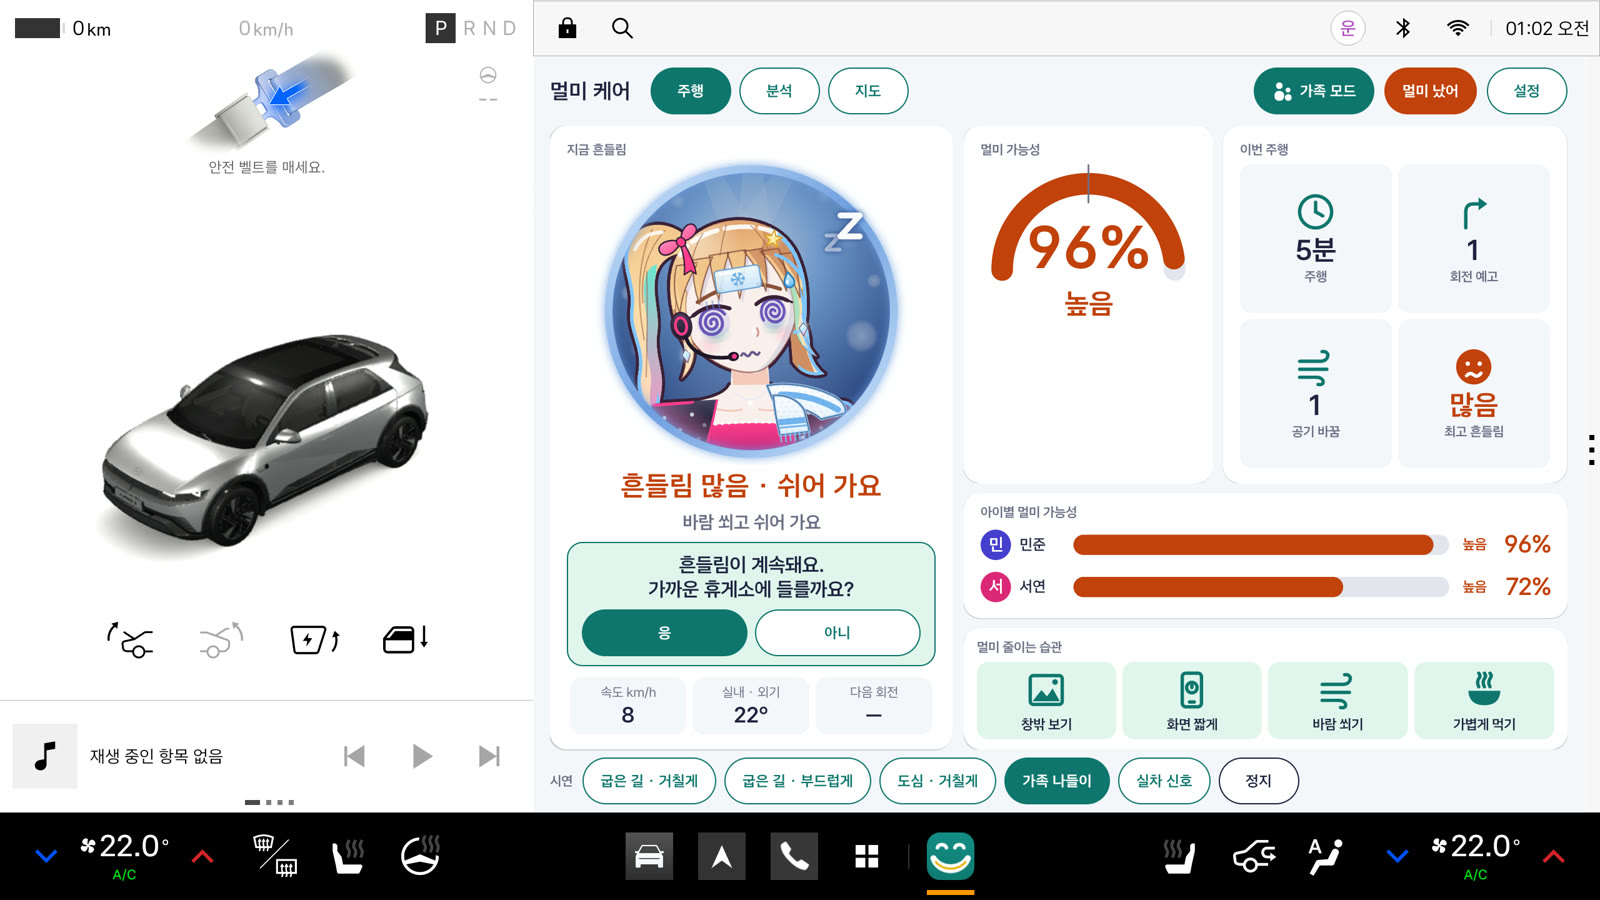 0km
0km/h
P R N D
--
안전 벨트를 매세요.
재생 중인 항목 없음
운
01:02 오전
멀미 케어
주행
분석
지도
가족 모드
멀미 났어
설정
지금 흔들림
zZ
흔들림 많음 · 쉬어 가요
바람 쐬고 쉬어 가요
흔들림이 계속돼요.
가까운 휴게소에 들를까요?
응
아니
속도 km/h
8
실내 · 외기
22°
다음 회전
—
멀미 가능성
96%
높음
이번 주행
5분
주행
1
회전 예고
1
공기 바꿈
많음
최고 흔들림
아이별 멀미 가능성
민 민준 높음 96%
서 서연 높음 72%
멀미 줄이는 습관
창밖 보기
화면 짧게
바람 쐬기
가볍게 먹기
시연
굽은 길 · 거칠게
굽은 길 · 부드럽게
도심 · 거칠게
가족 나들이
실차 신호
정지
22.0°
A/C
A
22.0°
A/C